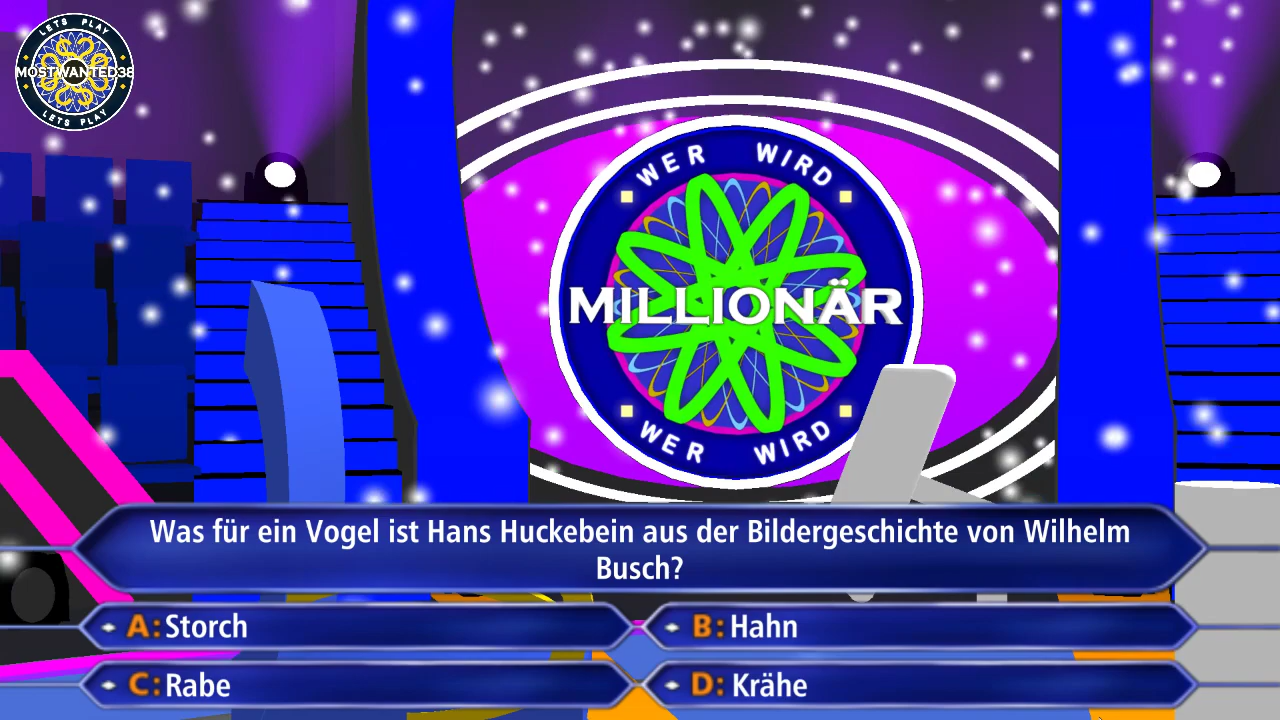 LETS PLAY
MOSTWANTED38
LETS PLAY
WER WIRD
MILLIONÄR
WER WIRD
Was für ein Vogel ist Hans Huckebein aus der Bildergeschichte von Wilhelm
Busch?
A: Storch
B: Hahn
C: Rabe
D: Krähe